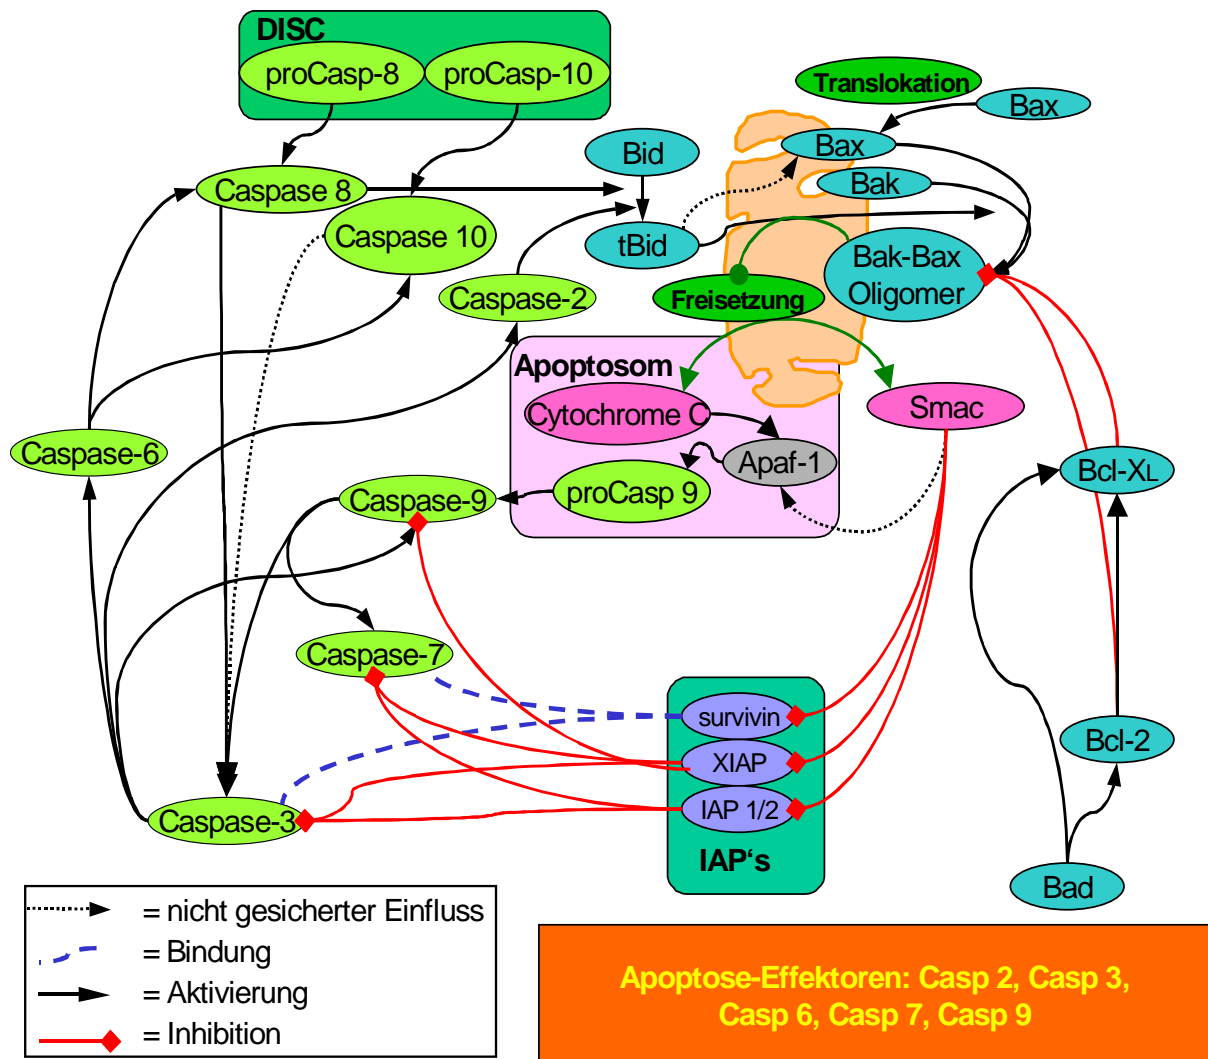 DISC
proCasp-8
proCasp-10
Translokation
Bax
Bax
Bid
Bak
Caspase 8
Caspase 10
tBid
Bak-Bax
Oligomer
Caspase-2
Freisetzung
Apoptosom
Cytochrome C
Smac
Caspase-6
Apaf-1
Bcl-XL
Caspase-9
proCasp 9
Caspase-7
survivin
XIAP
IAP 1/2
IAP‘s
Bcl-2
Caspase-3
Bad
= nicht gesicherter Einfluss
= Bindung
= Aktivierung
= Inhibition
Apoptose-Effektoren: Casp 2, Casp 3,
Casp 6, Casp 7, Casp 9